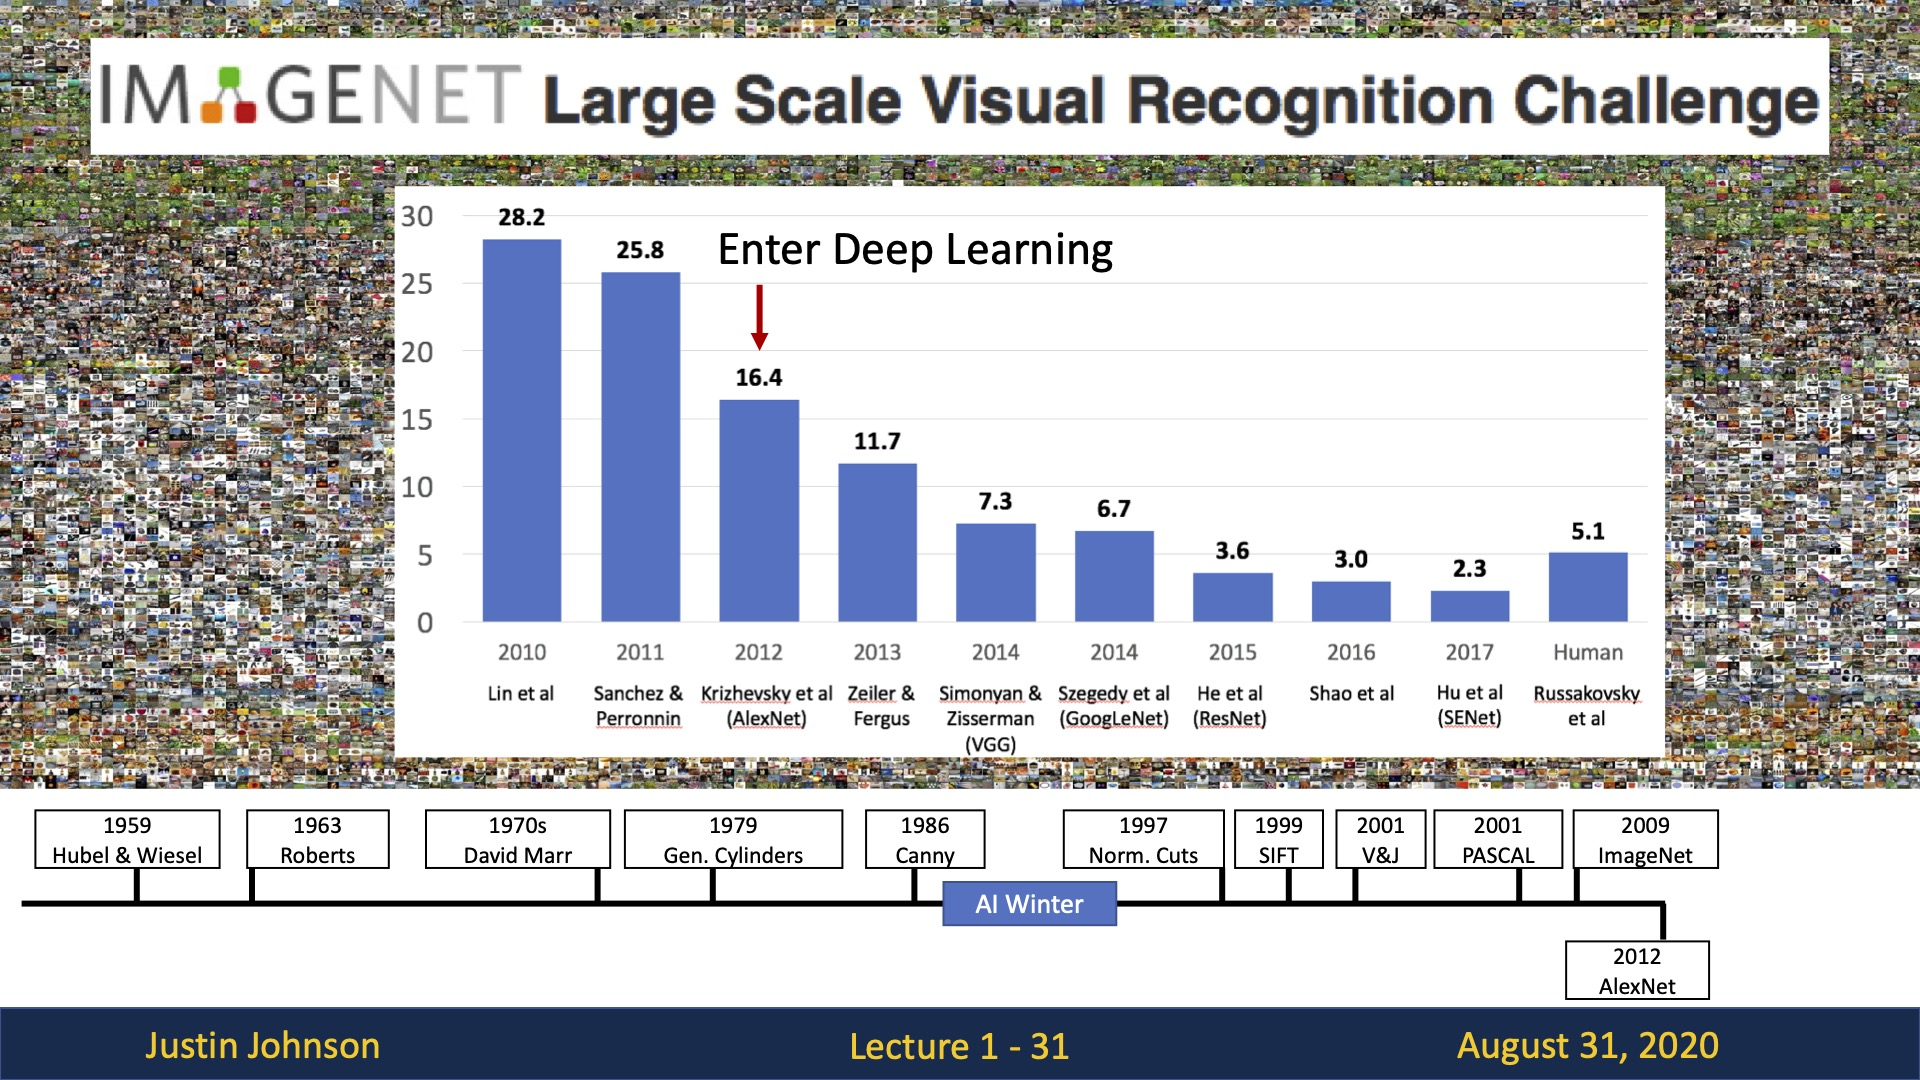 IMAGENET Large Scale Visual Recognition Challenge
30
25
20
15
10
5
0
28.2
25.8
Enter Deep Learning
16.4
11.7
7.3
6.7
3.6
3.0
2.3
5.1
2010 2011 2012 2013 2014 2014 2015 2016 2017 Human
Lin et al
Sanchez &
Perronnin
Krizhevsky et al
(AlexNet)
Zeiler &
Fergus
Simonyan &
Zisserman
(VGG)
Szegedy et al
(GoogLeNet)
He et al
(ResNet)
Shao et al
Hu et al
(SENet)
Russakovsky
et al
1959
Hubel & Wiesel
1963
Roberts
1970s
David Marr
1979
Gen. Cylinders
1986
Canny
AI Winter
1997
Norm. Cuts
1999
SIFT
2001
V&J
2001
PASCAL
2009
ImageNet
2012
AlexNet
Justin Johnson
Lecture 1 - 31
August 31, 2020